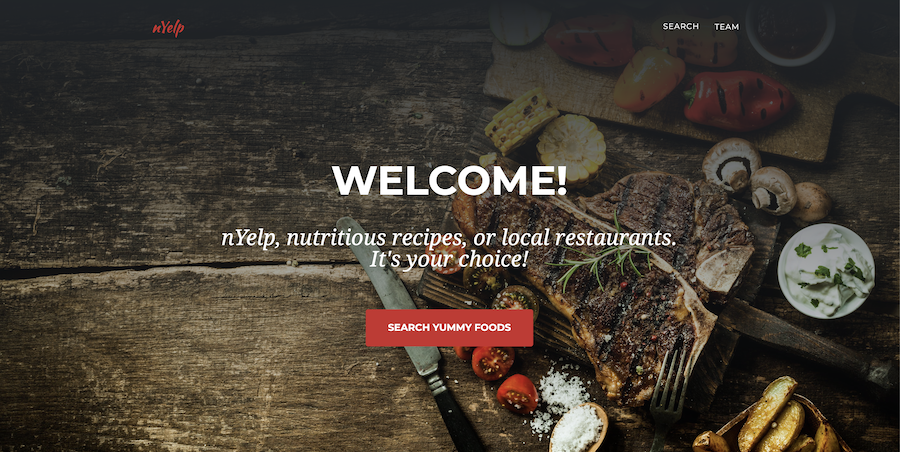 nYelp
SEARCH TEAM
WELCOME!
nYelp, nutritious recipes, or local restaurants.
It's your choice!
SEARCH YUMMY FOODS